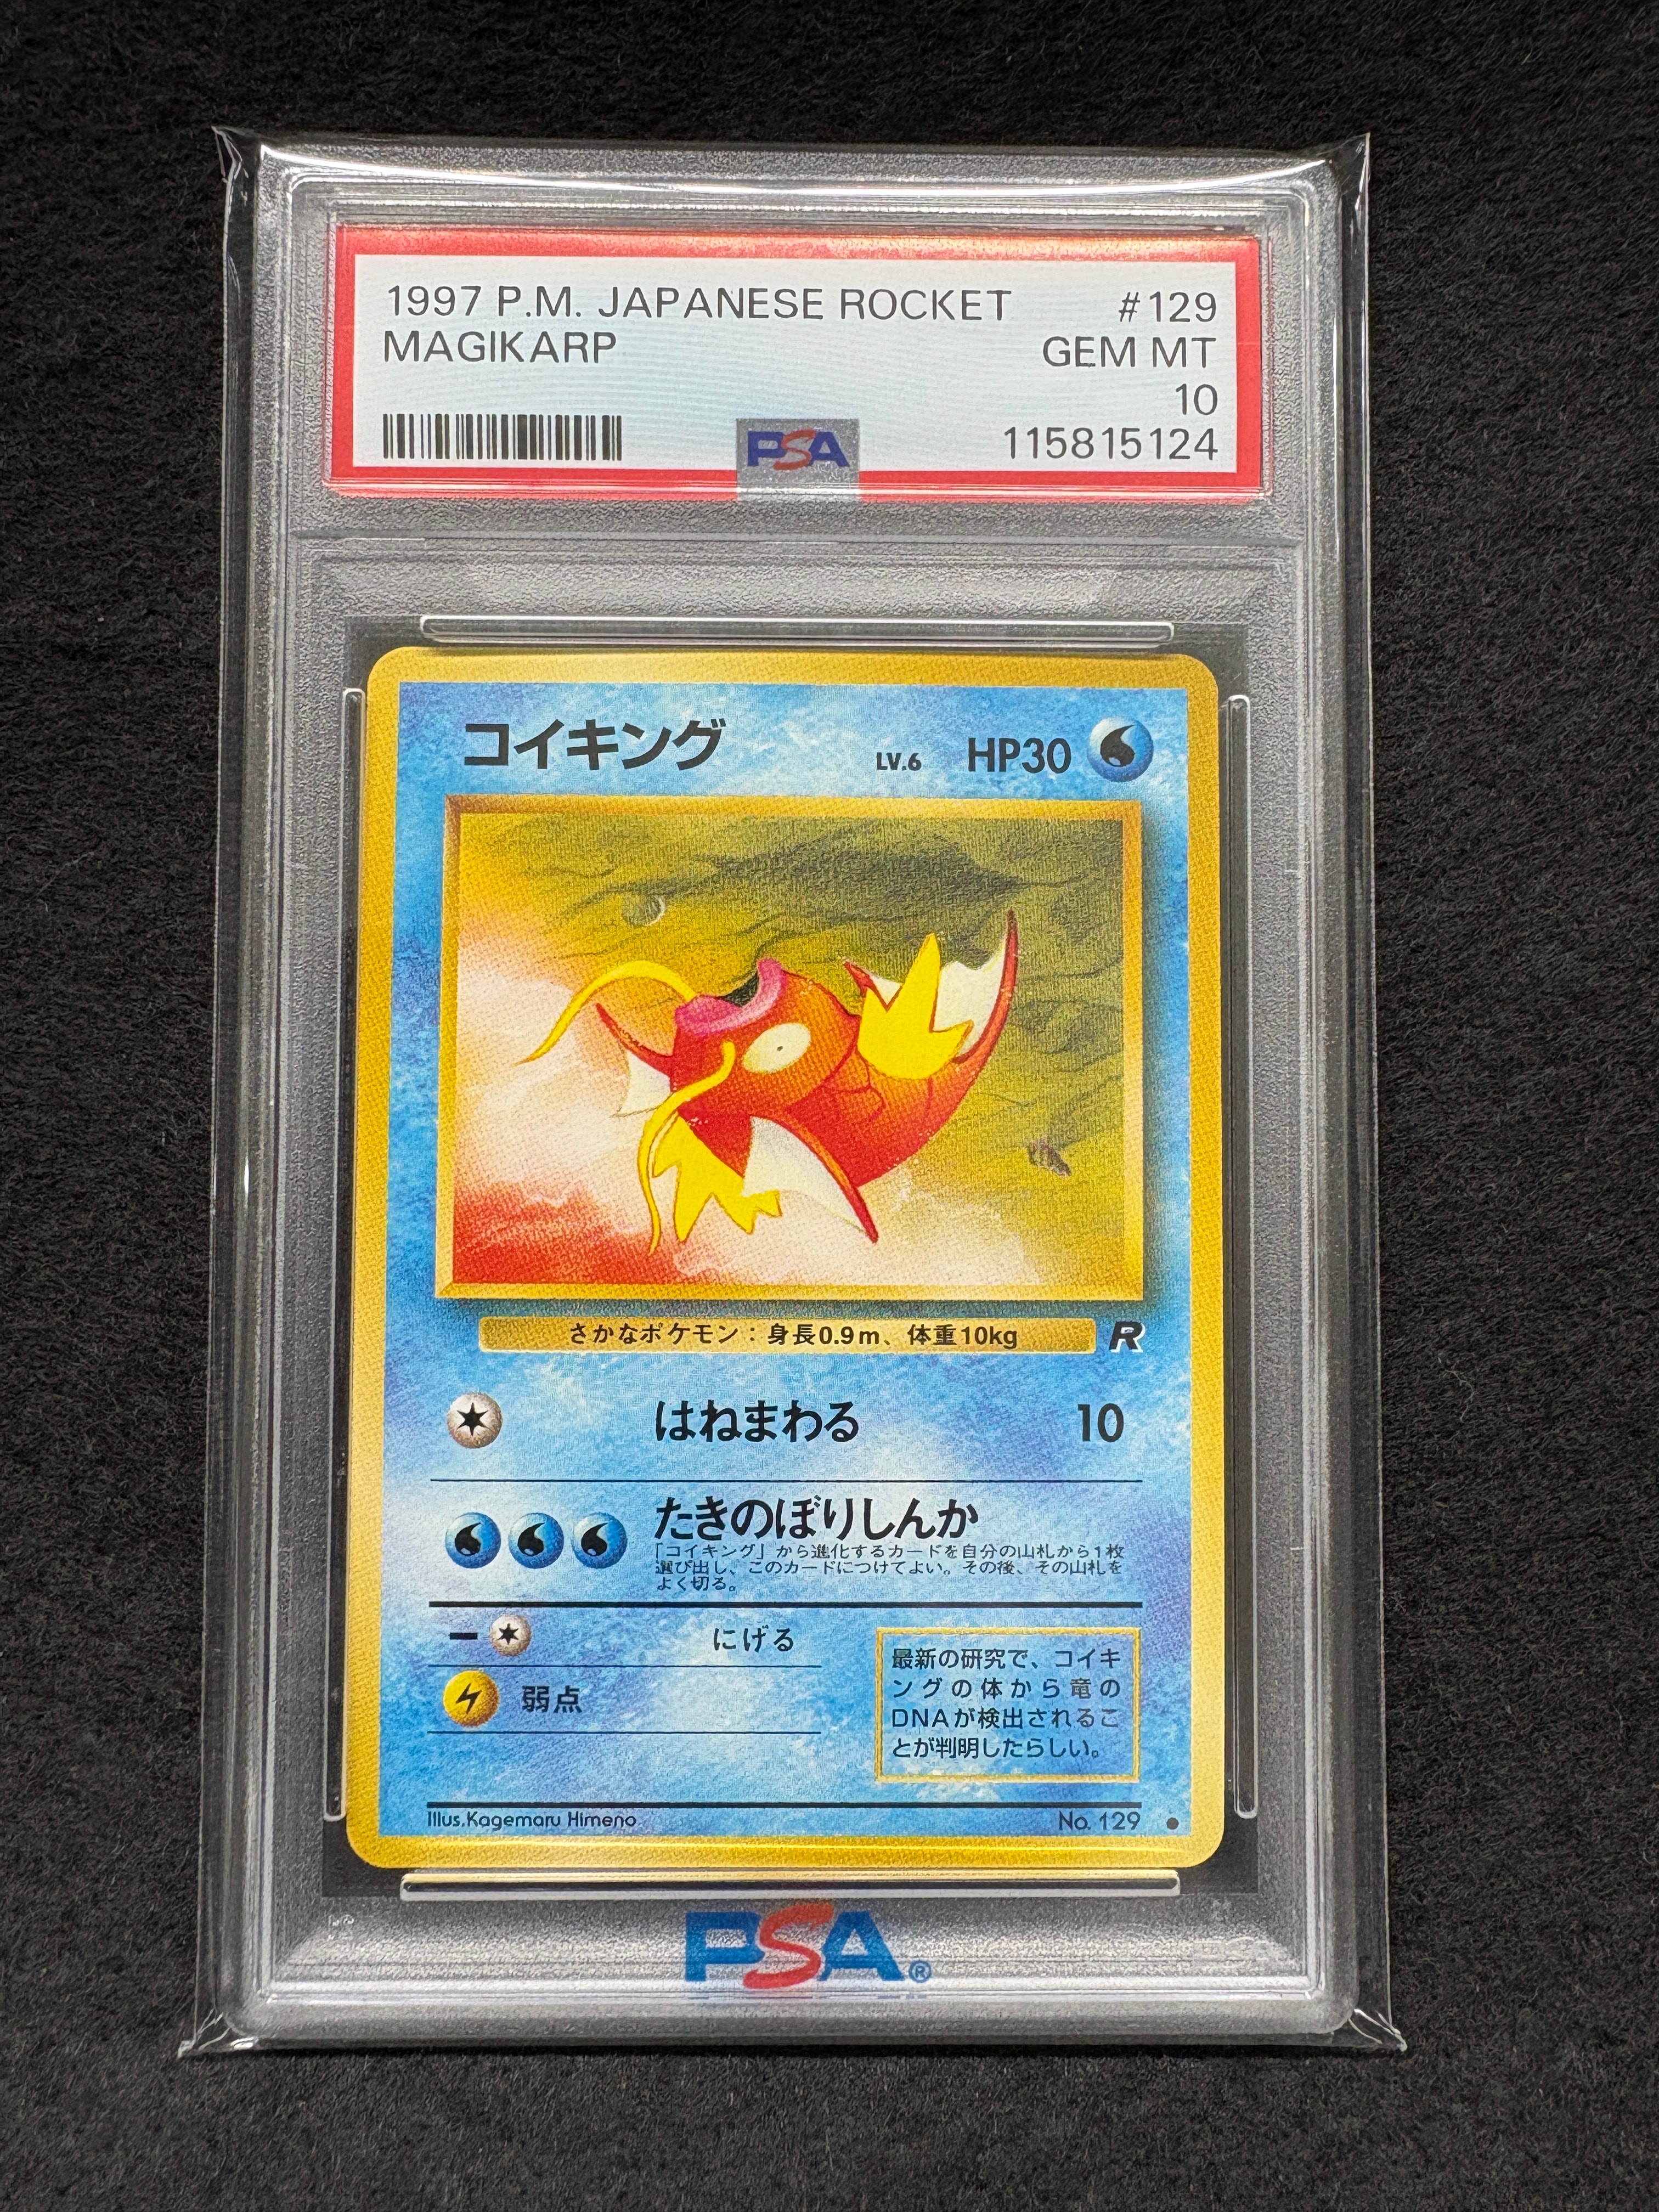 1997 P.M. JAPANESE ROCKET #129
MAGIKARP GEM MT
10
PSA 115815124
コイキング LV.6 HP30
さかなポケモン：身長0.9m、体重10kg R
はねまわる 10
たきのぼりしんか
「コイキング」から進化するカードを自分の山札から1枚
選び出し、このカードにつけてよい。その後、その山札を
よく切る。
にげる
弱点
最新の研究で、コイキ
ングの体から竜の
DNAが検出されるこ
とが判明したらしい。
Illus.Kagemaru Himeno No. 129 ●
PSA®